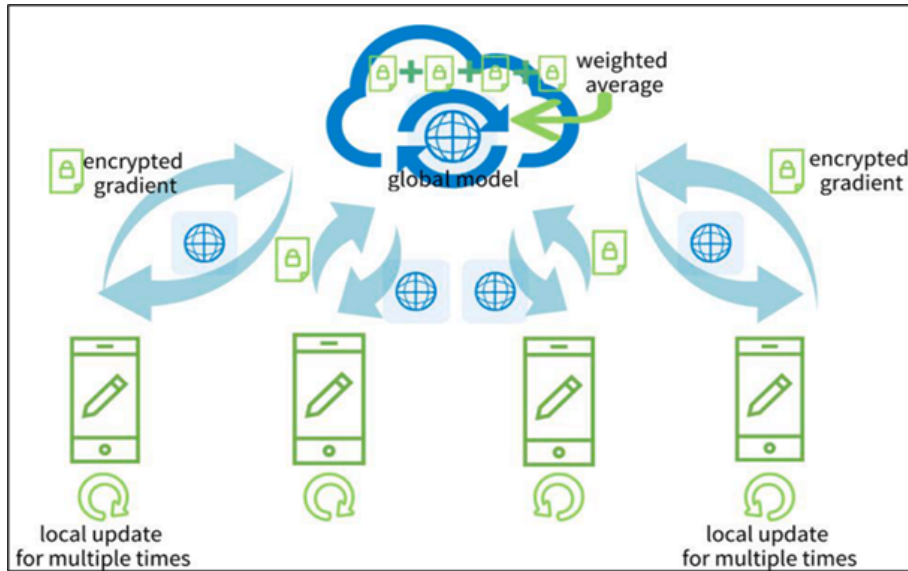 weighted
average
global model
encrypted
gradient
encrypted
gradient
local update
for multiple times
local update
for multiple times